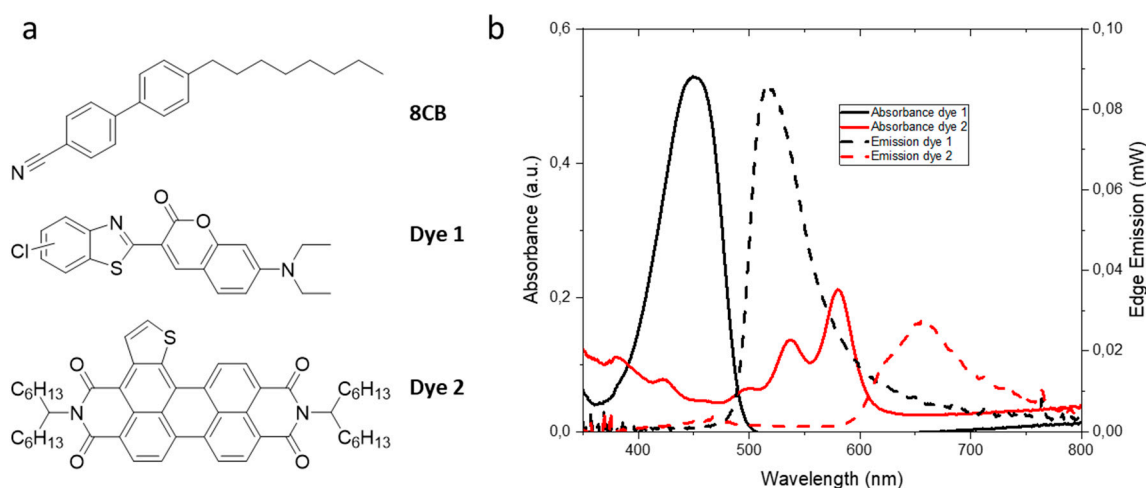 a
8CB
N
Dye 1
O
O
N
S
Cl
N
Dye 2
S
C6H13
O
O
C6H13
N
N
C6H13
O
O
C6H13
b
0,6
0,4
0,2
0,0
Absorbance (a.u.)
400
500
600
700
800
Wavelength (nm)
0,10
0,08
0,06
0,04
0,02
0,00
Edge Emission (mW)
Absorbance dye 1
Absorbance dye 2
Emission dye 1
Emission dye 2